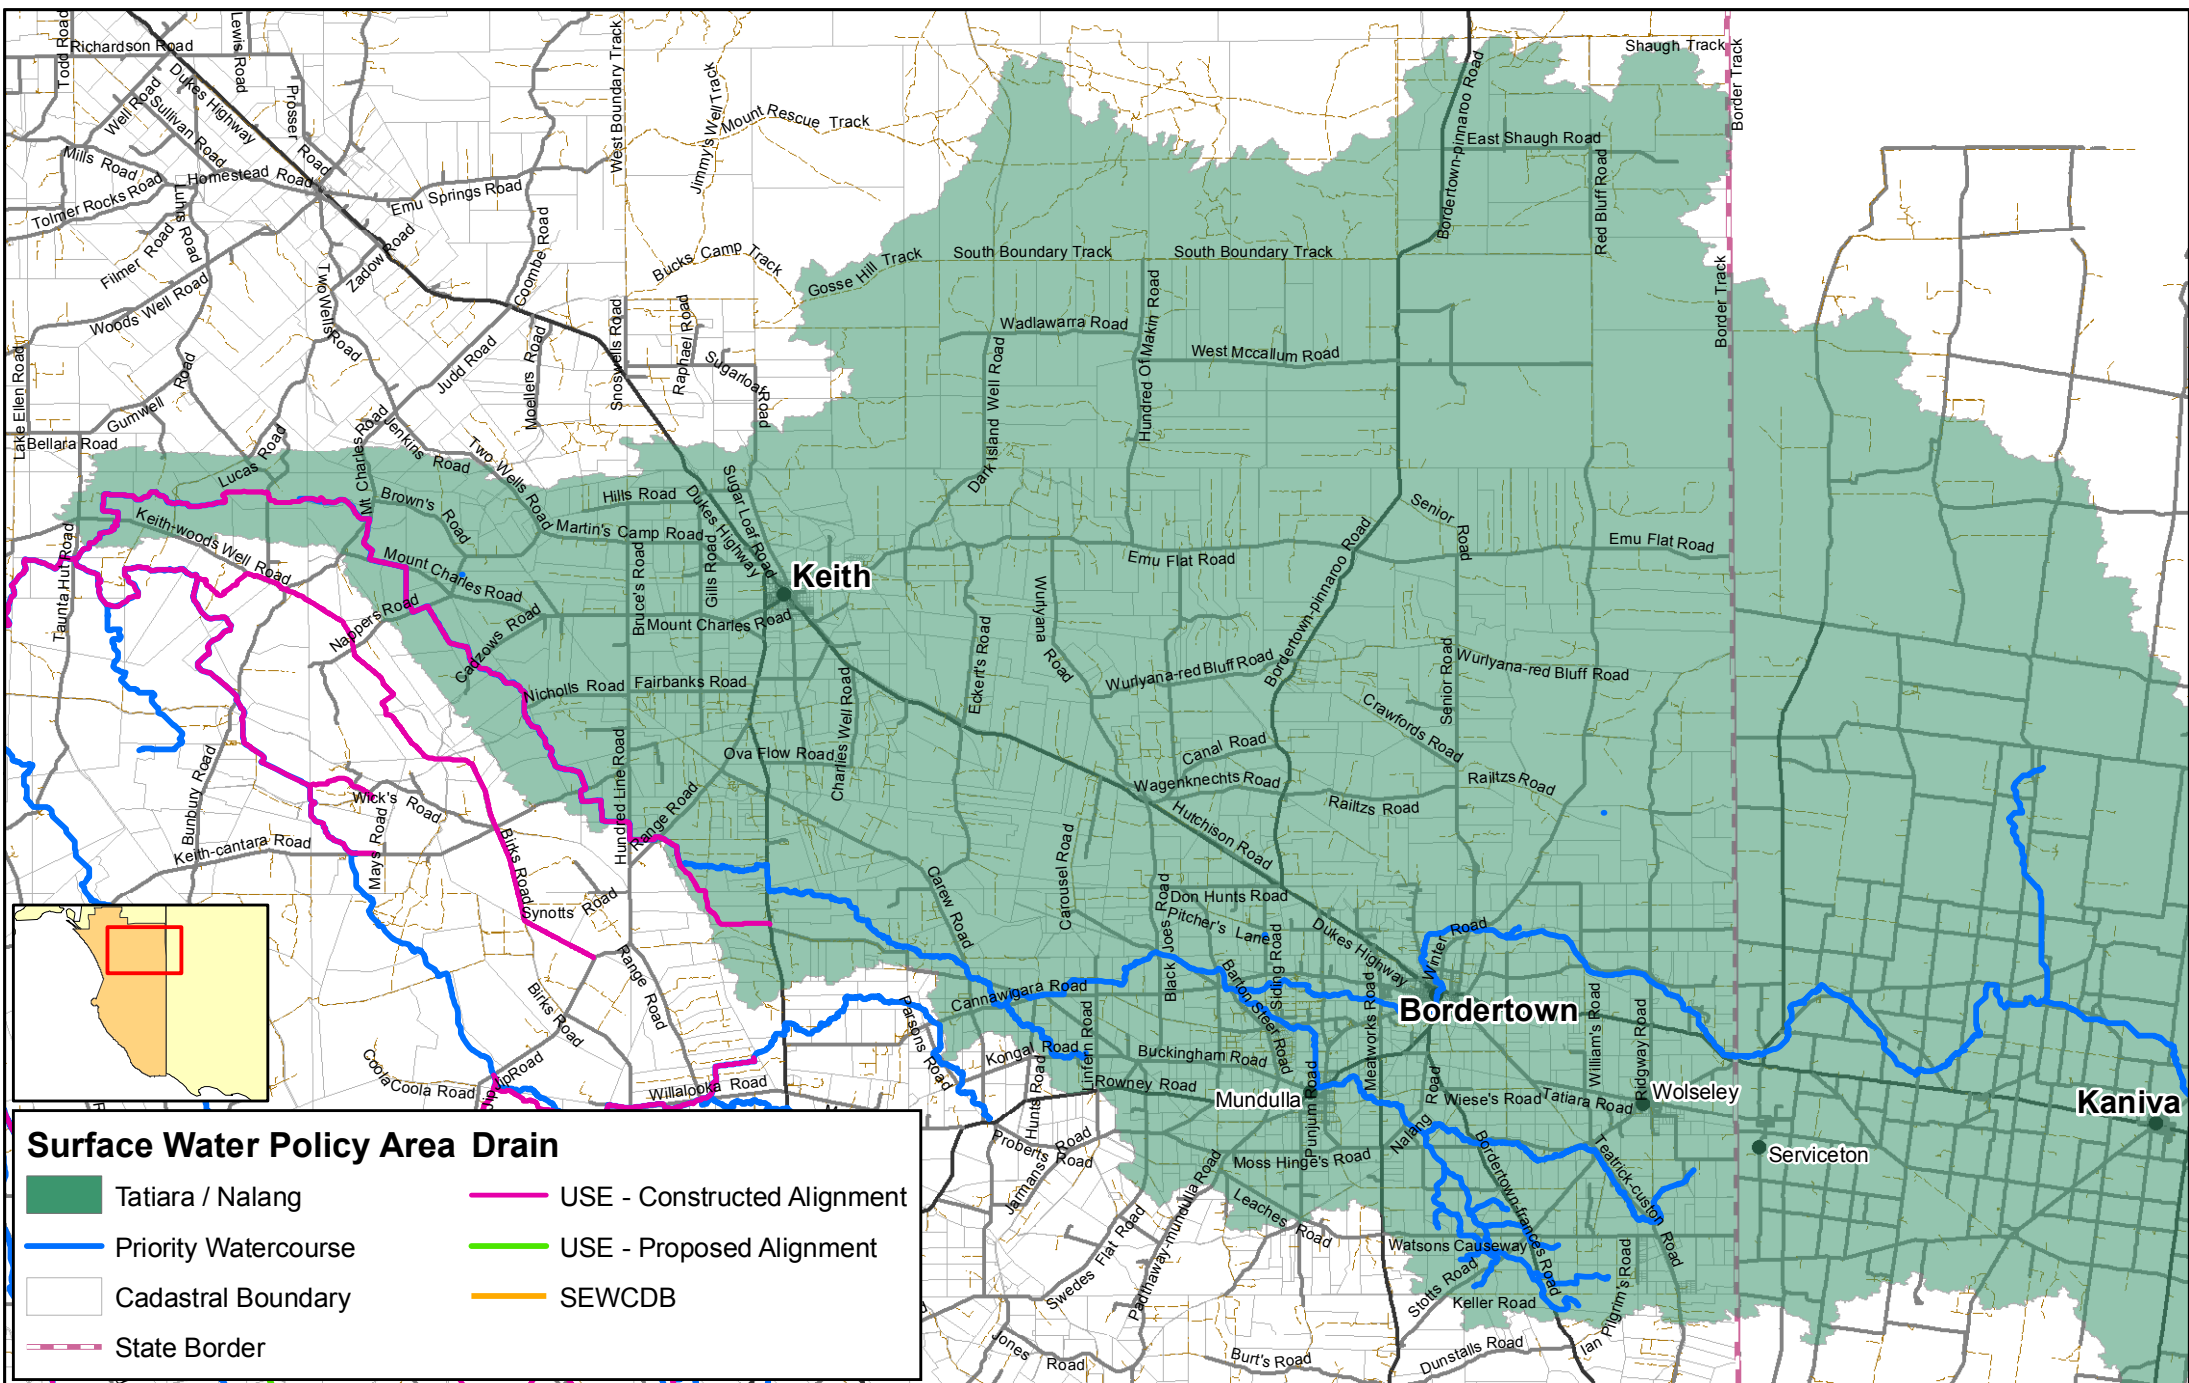 Richardson Road
Todd Road
Lewis Road
Dukes Highway
Well Road
Sullivan Road
Prosser Road
Mills Road
Homestead Road
Tolmer Rocks Road
Luhrs Road
Filmer Road
Emu Springs Road
Zadow Road
Two Wells Road
Woods Well Road
Coombe Road
West Boundary Track
Jimmy's Well Track
Mount Rescue Track
Bucks Camp Track
Gosse Hill Track
South Boundary Track
South Boundary Track
Bordertown-pinnaroo Road
East Shaugh Road
Red Bluff Road
Shaugh Track
Border Track
Border Track
Lake Ellen Road
Gumwell Road
Bellara Road
Judd Road
Moellers Road
Snoswells Road
Raphael Road
Sugarloaf Road
Wadlawarra Road
Hundred Of Makin Road
West Mccallum Road
Dark Island Well Road
Lucas Road
Mt Charles Road
Jenkins Road
Two Wells Road
Brown's Road
Hills Road
Martin's Camp Road
Dukes Highway
Sugar Loaf Road
Keith-woods Well Road
Taunta Hut Road
Mount Charles Road
Nappers Road
Cadzows Road
Bruce's Road
Gills Road
Keith
Mount Charles Road
Nicholls Road
Fairbanks Road
Emu Flat Road
Senior Road
Emu Flat Road
Wurlyana Road
Eckert's Road
Bordertown-pinnaroo Road
Wurlyana-red Bluff Road
Senior Road
Wurlyana-red Bluff Road
Crawfords Road
Charles Well Road
Ova Flow Road
Canal Road
Wagenknechts Road
Railtzs Road
Railtzs Road
Hutchison Road
Bunbury Road
Wick's Road
Mays Road
Keith-cantara Road
Birks Road
Hundred Line Road
Range Road
Synotts Road
Range Road
Birks Road
Carew Road
Carousel Road
Black Joes Road
Don Hunts Road
Pitcher's Lane
Siding Road
Dukes Highway
Winter Road
Barton Steer Road
Meatworks Road
Bordertown
Cannawigara Road
Parsons Road
Kongal Road
Linfern Road
Buckingham Road
Rowney Road
Hunts Road
Mundulla
Punjum Road
Nalang Road
Wiese's Road
Tatiara Road
William's Road
Ridgway Road
Wolseley
Serviceton
Kaniva
Coola Coola Road
Jip Jip Road
Willalooka Road
Proberts Road
Jarmans Road
Moss Hinge's Road
Leaches Road
Swedes Flat Road
Padthaway-mundulla Road
Bordertown-frances Road
Teatrick-custon Road
Watsons Causeway
Stotts Road
Keller Road
Ian Pilgrim's Road
Dunstalls Road
Burt's Road
Jones Road
Surface Water Policy Area
Tatiara / Nalang
Priority Watercourse
Cadastral Boundary
State Border
Drain
USE - Constructed Alignment
USE - Proposed Alignment
SEWCDB